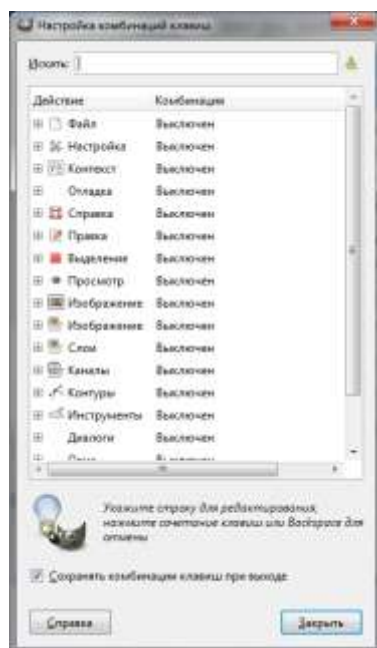 Настройка комбинаций клавиш
Искать:
Действие Комбинация
Файл Выключен
Настройка Выключен
Контекст Выключен
Отладка Выключен
Справка Выключен
Правка Выключен
Выделение Выключен
Просмотр Выключен
Изображение Выключен
Изображение Выключен
Слои Выключен
Каналы Выключен
Контуры Выключен
Инструменты Выключен
Диалоги Выключен
Укажите строку для редактирования,
нажмите сочетание клавиш или Backspace для
отмены
Сохранять комбинации клавиш при выходе
Справка Закрыть